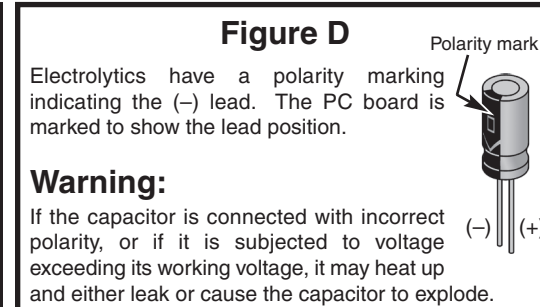 Figure D
Polarity mark
Electrolytics have a polarity marking
indicating the (–) lead. The PC board is
marked to show the lead position.
Warning:
If the capacitor is connected with incorrect
polarity, or if it is subjected to voltage
exceeding its working voltage, it may heat up
and either leak or cause the capacitor to explode.
(–)
(+)